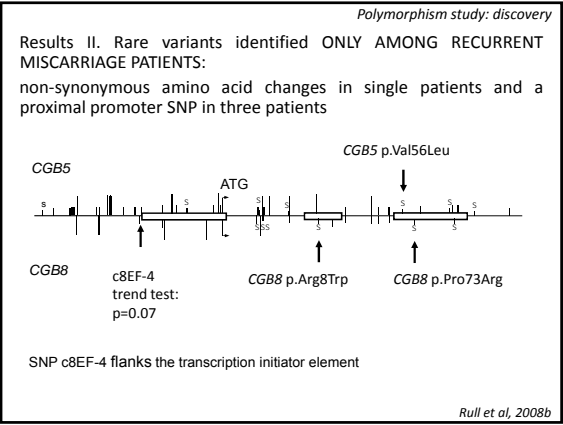 Polymorphism study: discovery
Results II. Rare variants identified ONLY AMONG RECURRENT
MISCARRIAGE PATIENTS:
non-synonymous amino acid changes in single patients and a
proximal promoter SNP in three patients
CGB5 p.Val56Leu
CGB5
ATG
s
S
S
S
S
S
S
S
SSS
S
S
S
CGB8
c8EF-4
trend test:
p=0.07
CGB8 p.Arg8Trp
CGB8 p.Pro73Arg
SNP c8EF-4 flanks the transcription initiator element
Rull et al, 2008b